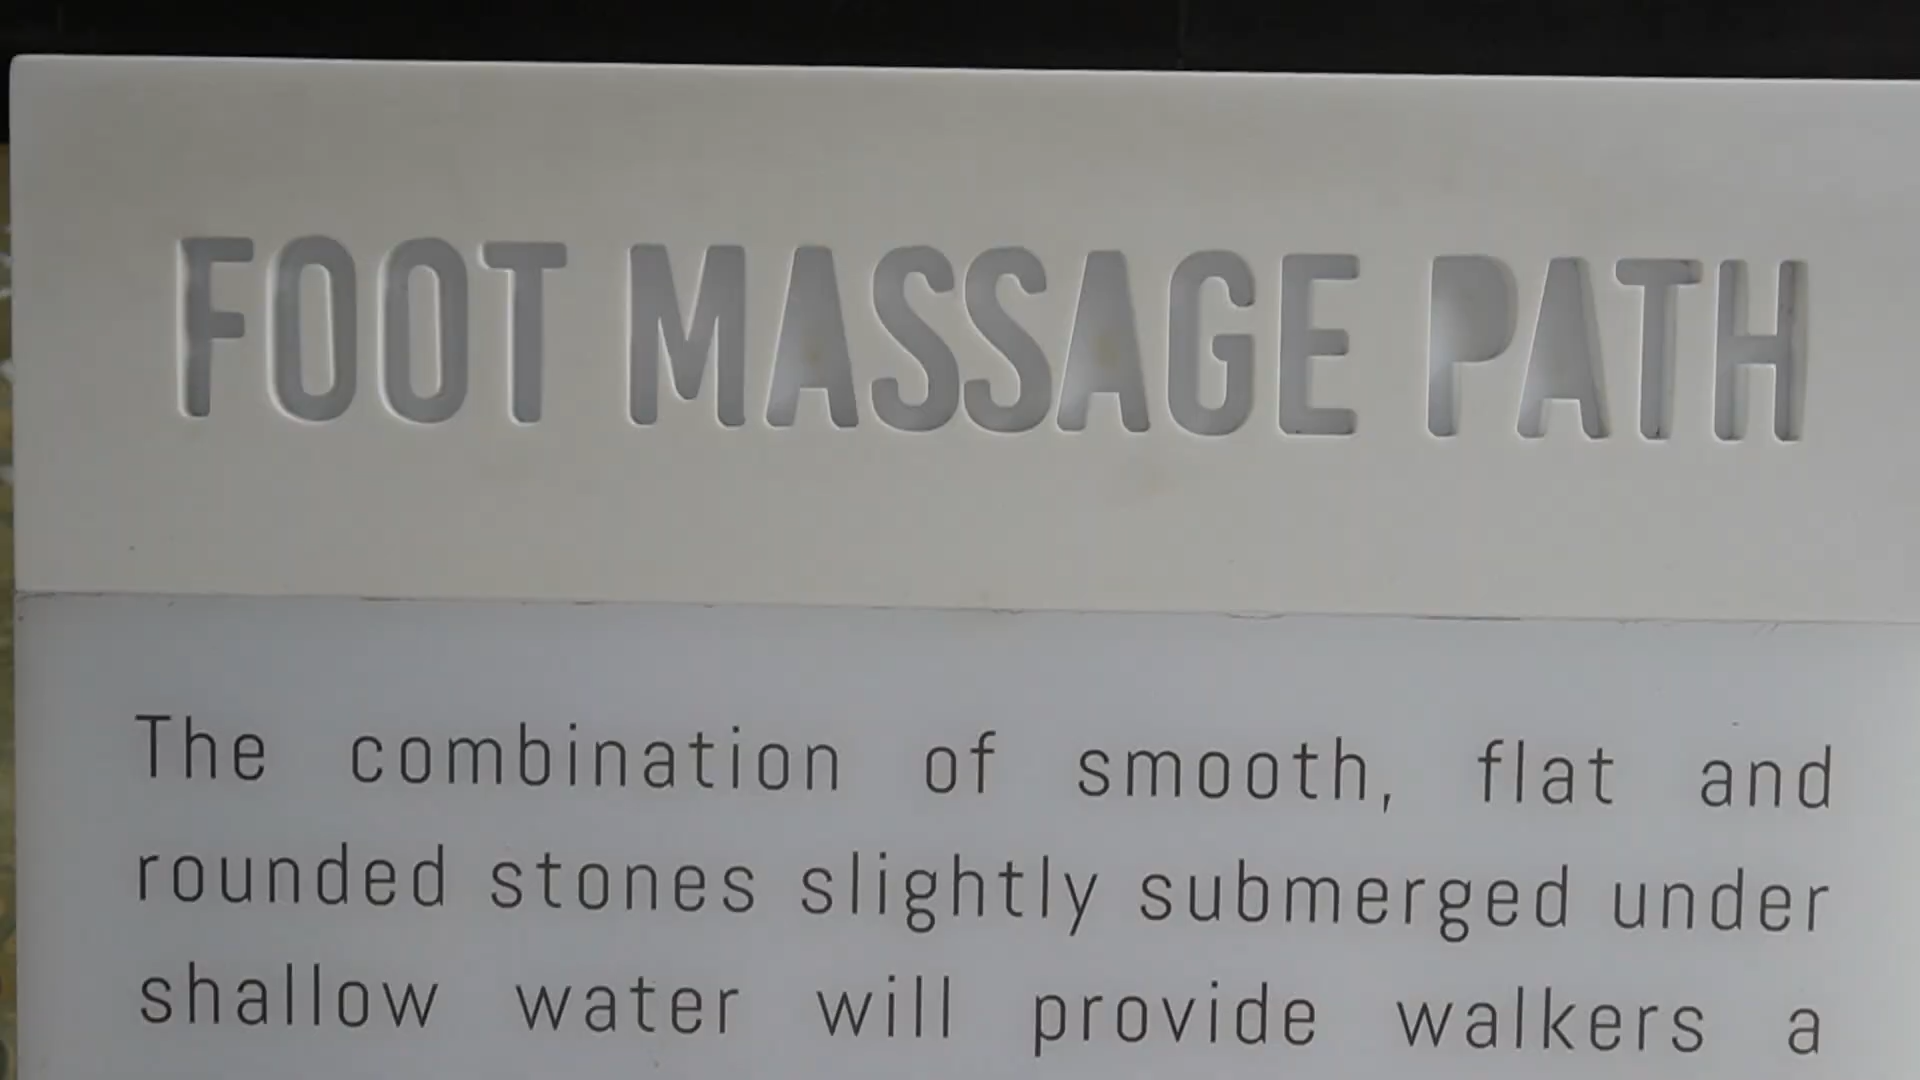 FOOT MASSAGE PATH
The combination of smooth, flat and
rounded stones slightly submerged under
shallow water will provide walkers a